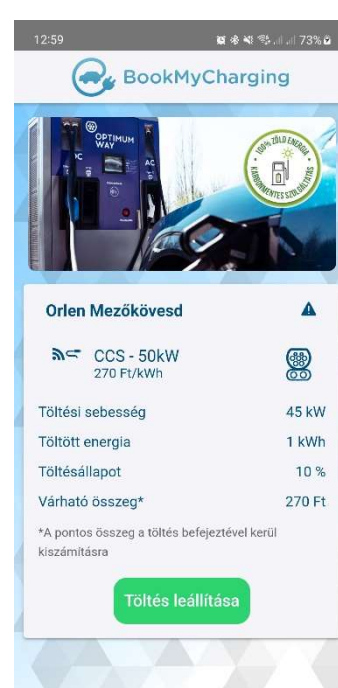 12:59
73%
BookMyCharging
OPTIMUM
WAY
AC
100% ZÖLD ENERGIA
KARBONMENTES SZOLGÁLTATÁS
Orlen Mezőkövesd
CCS - 50kW
270 Ft/kWh
Töltési sebesség 45 kW
Töltött energia 1 kWh
Töltésállapot 10 %
Várható összeg* 270 Ft
*A pontos összeg a töltés befejeztével kerül
kiszámításra
Töltés leállítása